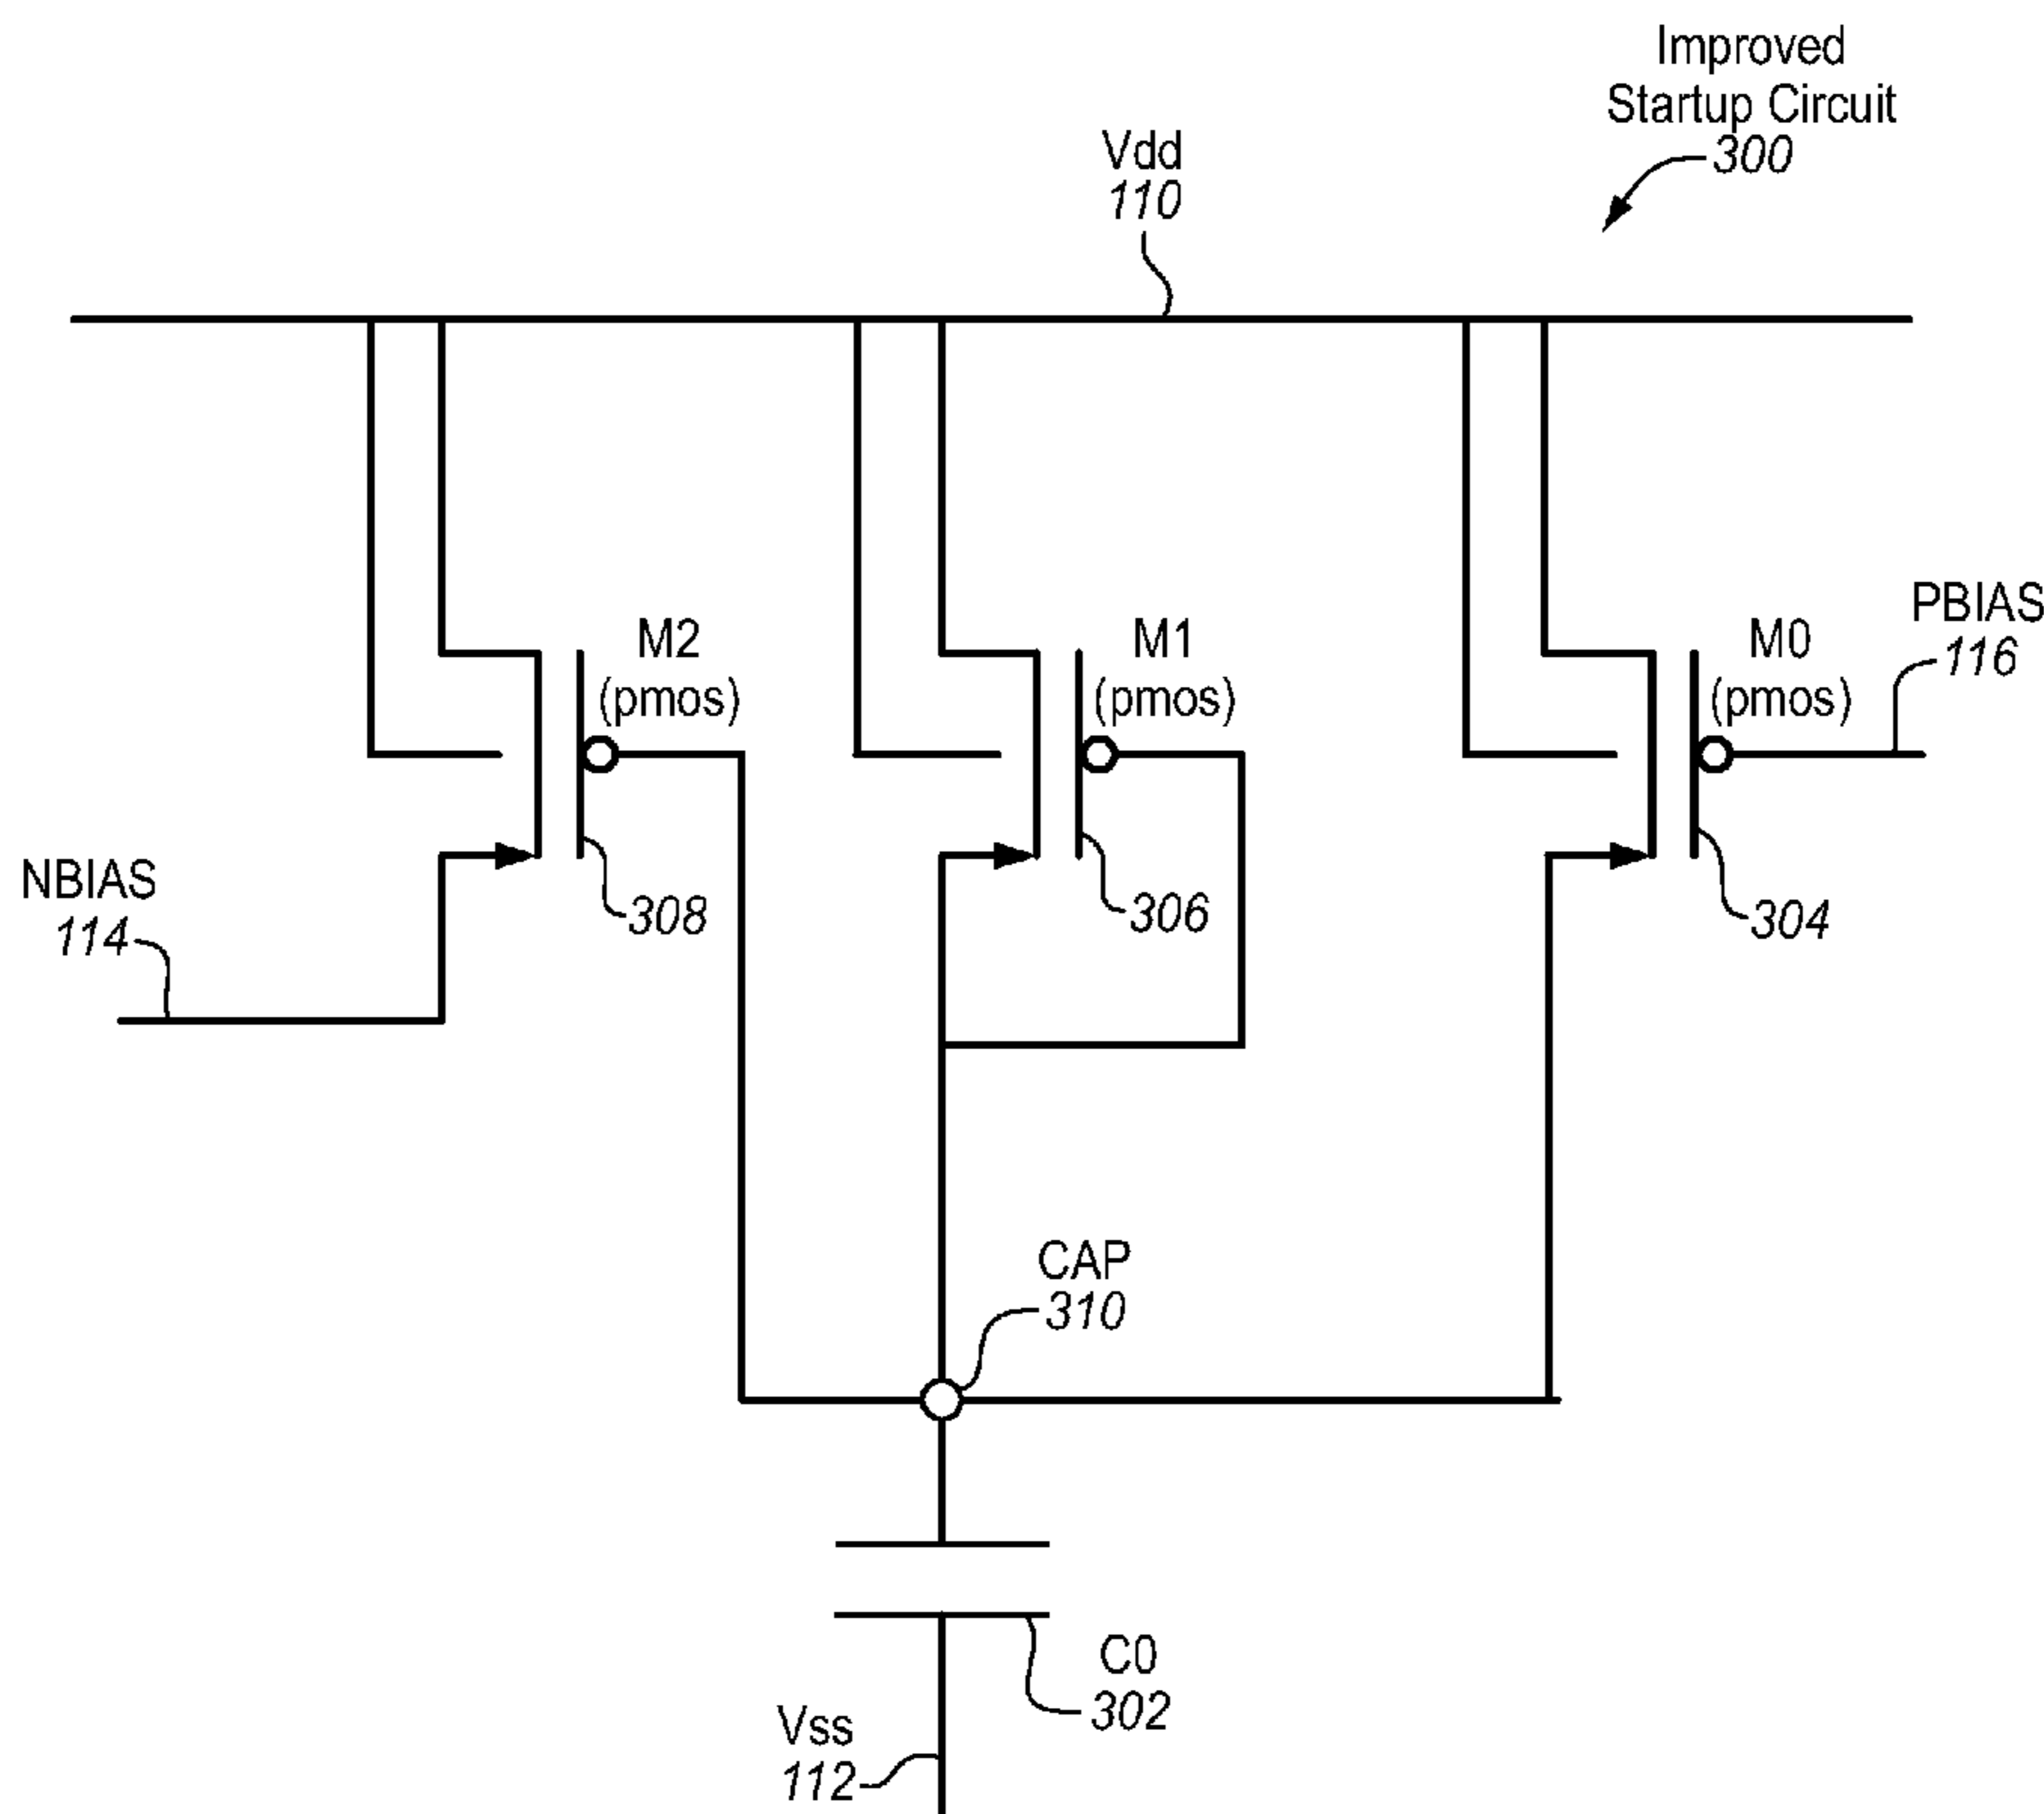 Improved
Startup Circuit
300
Vdd
110
M2
(pmos)
M1
(pmos)
M0
(pmos)
PBIAS
116
NBIAS
114
308
306
304
CAP
310
C0
302
Vss
112